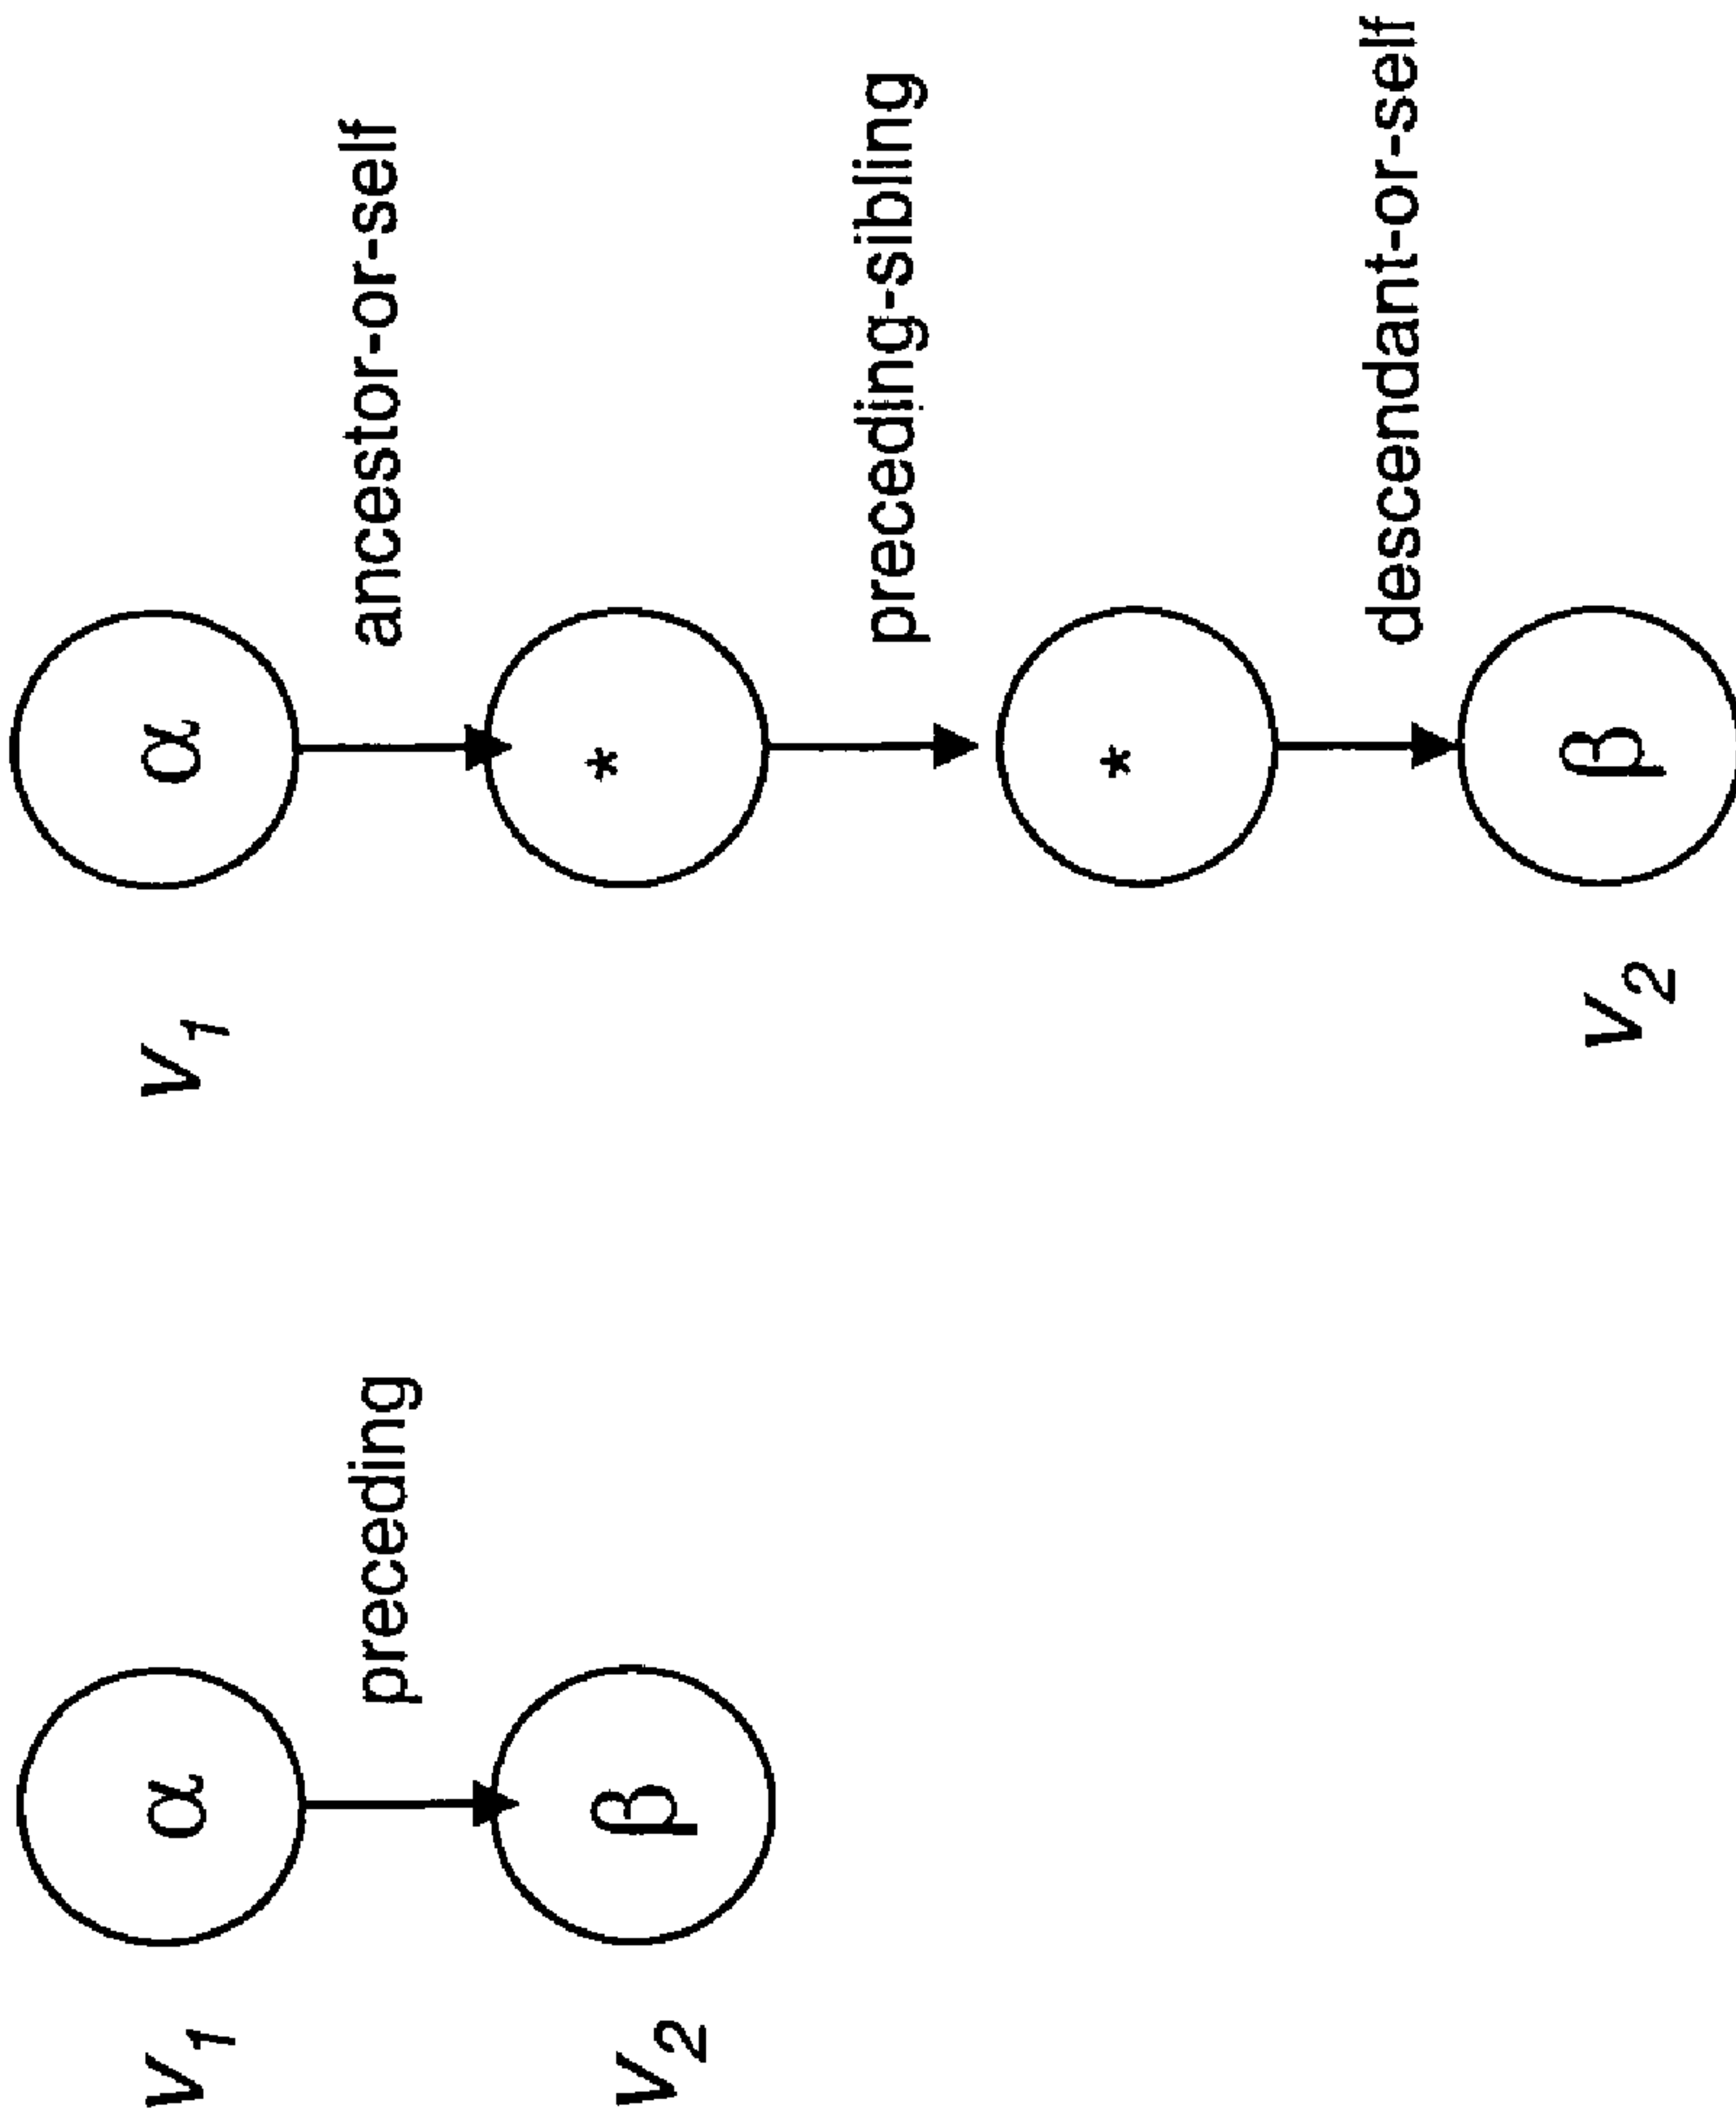 v1 α
preceding
v2 β
v1 α
ancestor-or-self
*
preceding-sibling
*
descendant-or-self
v2 β